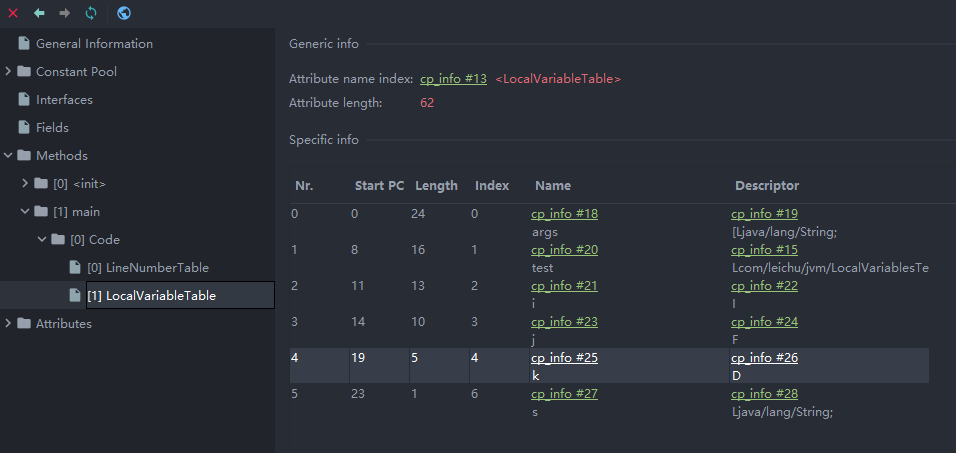 General Information
Constant Pool
Interfaces
Fields
Methods
[0] <init>
[1] main
[0] Code
[0] LineNumberTable
[1] LocalVariableTable
Attributes
Generic info
Attribute name index: cp_info #13 <LocalVariableTable>
Attribute length: 62
Specific info
Nr. Start PC Length Index Name Descriptor
0 0 24 0 cp_info #18 cp_info #19
args [Ljava/lang/String;
1 8 16 1 cp_info #20 cp_info #15
test Lcom/leichu/jvm/LocalVariablesTe
2 11 13 2 cp_info #21 cp_info #22
i I
3 14 10 3 cp_info #23 cp_info #24
j F
4 19 5 4 cp_info #25 cp_info #26
k D
5 23 1 6 cp_info #27 cp_info #28
s Ljava/lang/String;